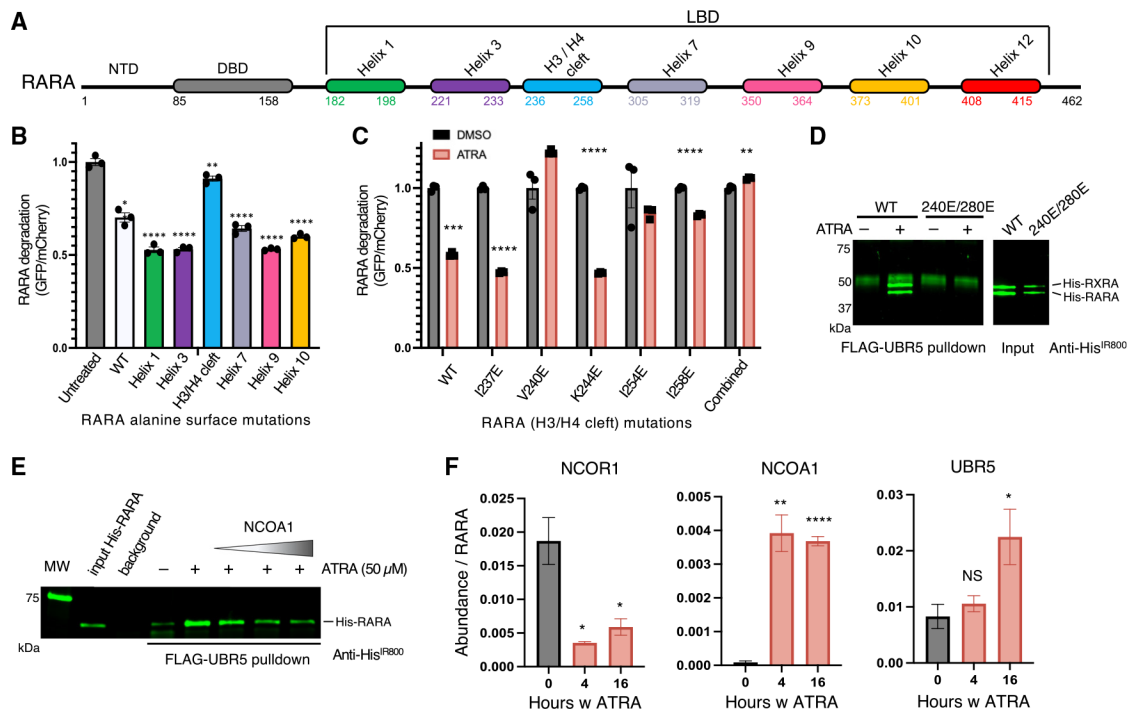 A
LBD
Helix 1
Helix 3
H3 / H4
cleft
Helix 7
Helix 9
Helix 10
Helix 12
RARA
NTD
DBD
1
85
158
182
198
221
233
236
258
305
319
350
364
373
401
408
415
462
B
RARA degradation
(GFP/mCherry)
1.0
0.5
0.0
*
****
****
**
****
****
****
Untreated
WT
Helix 1
Helix 3
H3/H4 cleft
Helix 7
Helix 9
Helix 10
RARA alanine surface mutations
C
DMSO
ATRA
RARA degradation
(GFP/mCherry)
1.0
0.5
0.0
***
****
****
****
**
WT
I237E
V240E
K244E
I254E
I258E
Combined
RARA (H3/H4 cleft) mutations
D
WT
240E/280E
ATRA
– + – +
WT
240E/280E
75
50
37
kDa
His-RXRA
His-RARA
FLAG-UBR5 pulldown
Input
Anti-HisIR800
E
MW
input His-RARA
background
NCOA1
– + + + + ATRA (50 µM)
75
His-RARA
kDa
FLAG-UBR5 pulldown
Anti-HisIR800
F
NCOR1
Abundance / RARA
0.025
0.020
0.015
0.010
0.005
0.000
*
*
0 4 16
Hours w ATRA
NCOA1
0.005
0.004
0.003
0.002
0.001
0.000
**
****
0 4 16
Hours w ATRA
UBR5
0.03
0.02
0.01
0.00
NS
*
0 4 16
Hours w ATRA